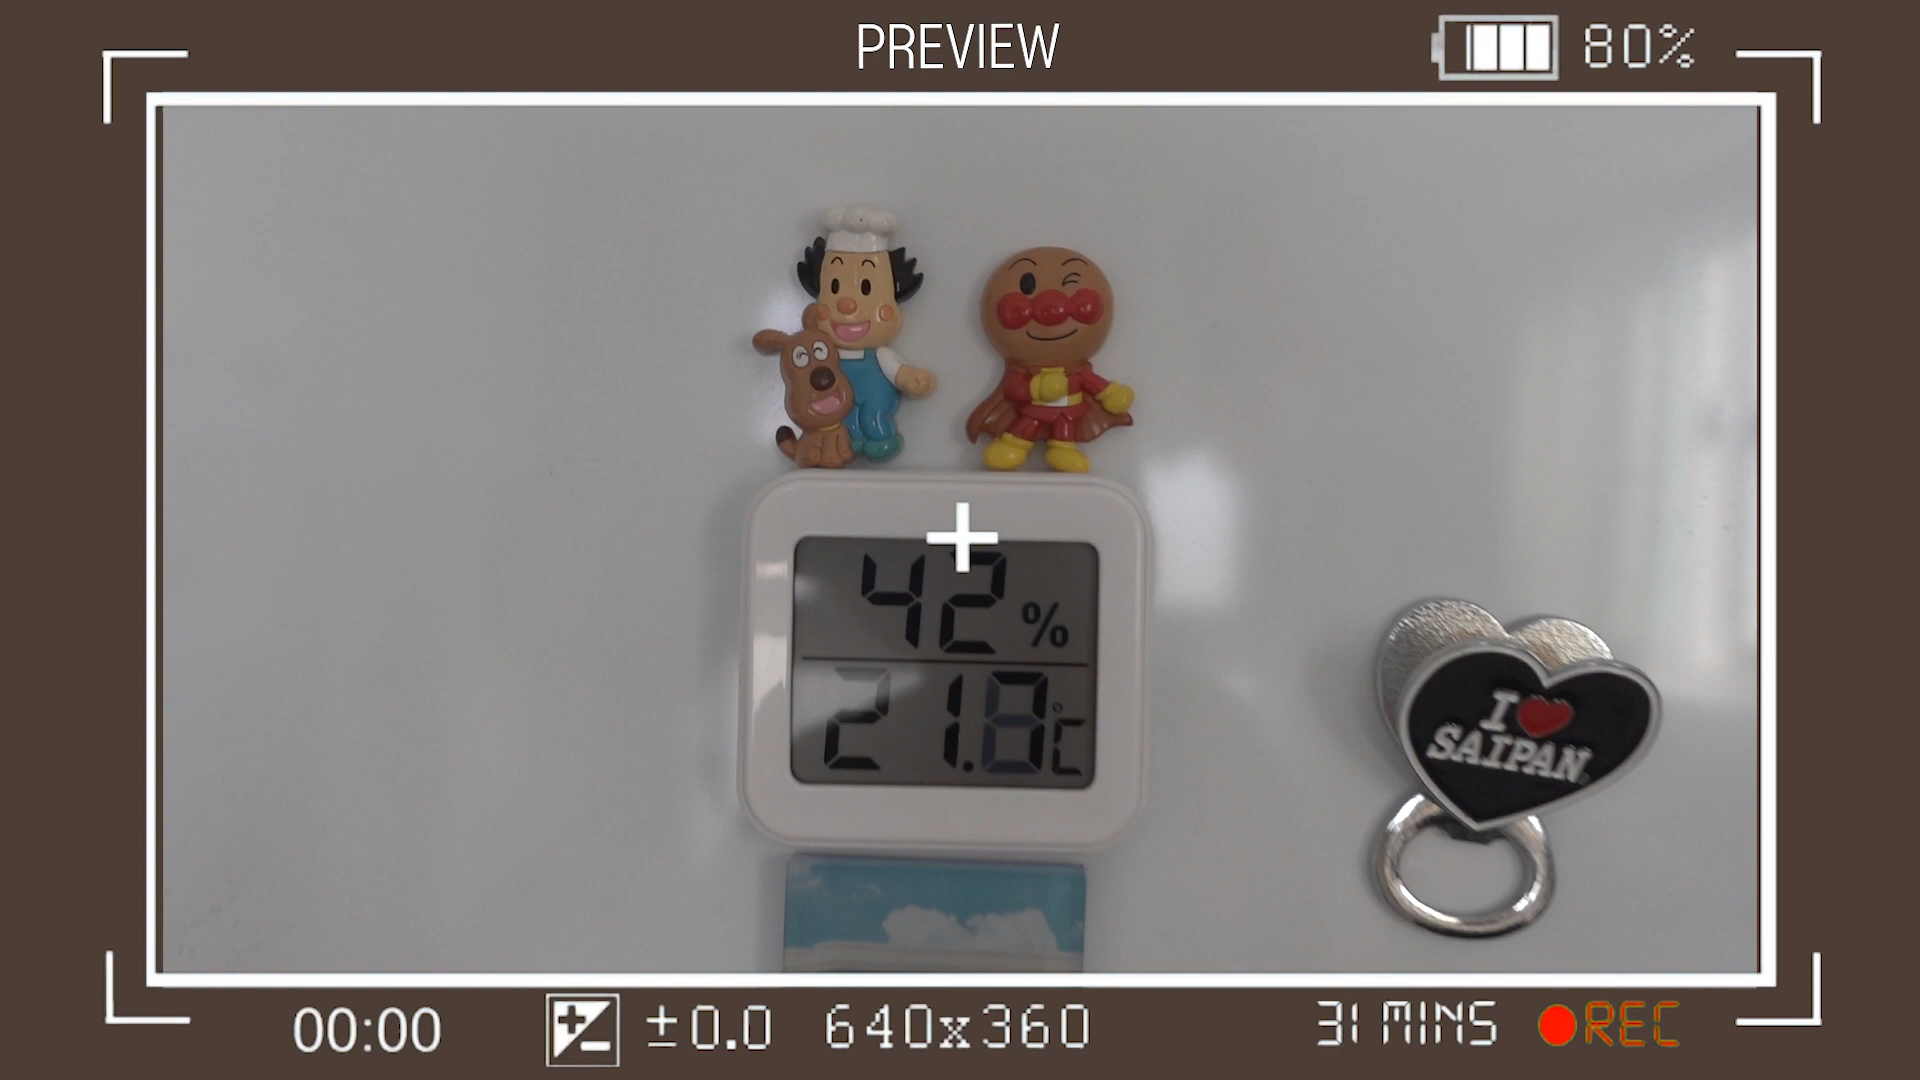 PREVIEW
80%
42%
21.8°C
I ♥
SAIPAN
00:00
±0.0
640x360
31 MINS
REC